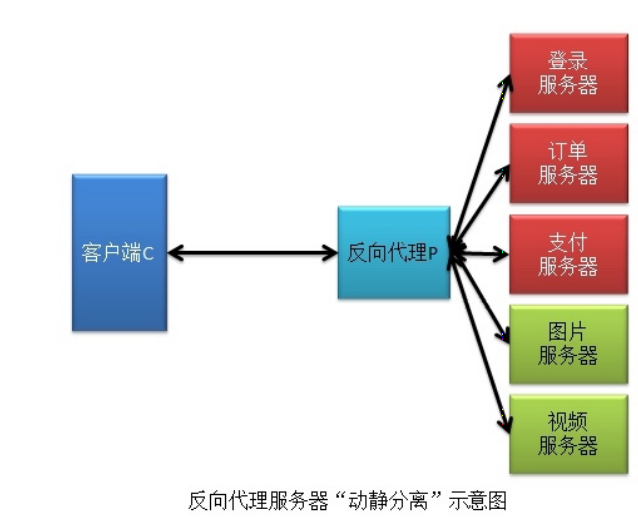 登录
服务器
订单
服务器
客户端C
反向代理P
支付
服务器
图片
服务器
视频
服务器
反向代理服务器“动静分离”示意图